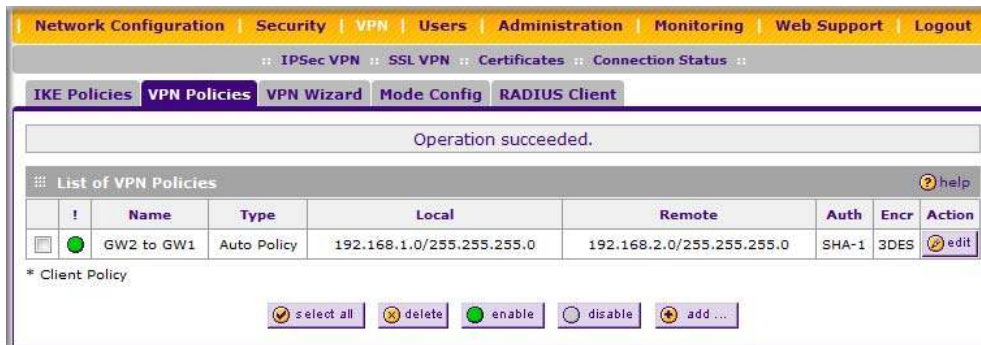 Network Configuration | Security | VPN | Users | Administration | Monitoring | Web Support | Logout
:: IPSec VPN :: SSL VPN :: Certificates :: Connection Status ::
IKE Policies VPN Policies VPN Wizard Mode Config RADIUS Client
Operation succeeded.
List of VPN Policies ? help
! Name Type Local Remote Auth Encr Action
GW2 to GW1 Auto Policy 192.168.1.0/255.255.255.0 192.168.2.0/255.255.255.0 SHA-1 3DES edit
* Client Policy
select all delete enable disable add ...